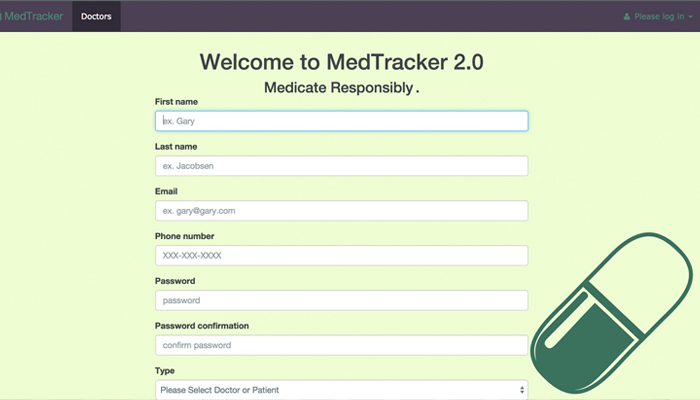 MedTracker Doctors Please log in
Welcome to MedTracker 2.0
Medicate Responsibly.
First name
ex. Gary
Last name
ex. Jacobsen
Email
ex. gary@gary.com
Phone number
XXX-XXX-XXXX
Password
password
Password confirmation
confirm password
Type
Please Select Doctor or Patient